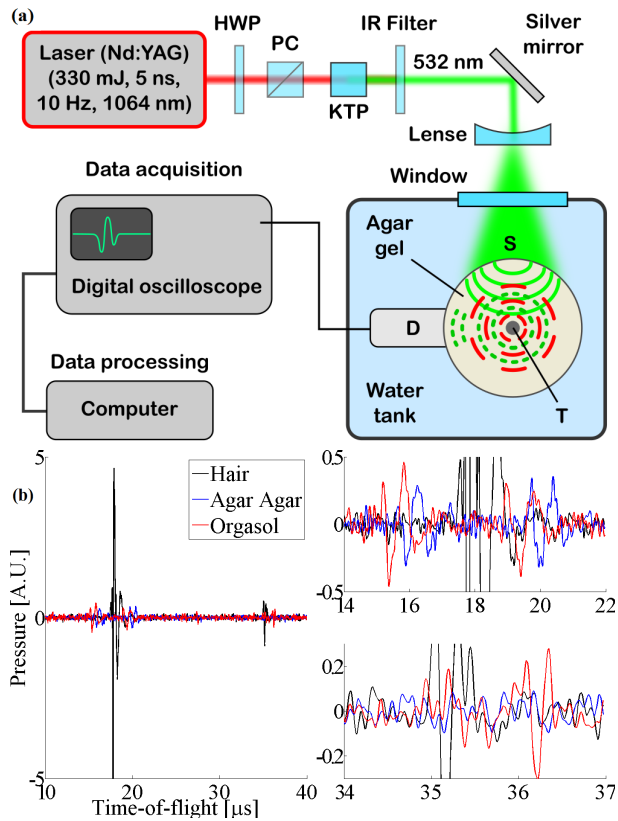 (a)
HWP
PC
IR Filter
Silver
mirror
Laser (Nd:YAG)
(330 mJ, 5 ns,
10 Hz, 1064 nm)
532 nm
KTP
Lense
Data acquisition
Window
Agar
gel
S
Digital oscilloscope
D
Data processing
Computer
Water
tank
T
(b)
5
0
-5
Pressure [A.U.]
Hair
Agar Agar
Orgasol
10 20 30 40
Time-of-flight [μs]
0.5
0
-0.5
14 16 18 20 22
0.2
0
-0.2
34 35 36 37